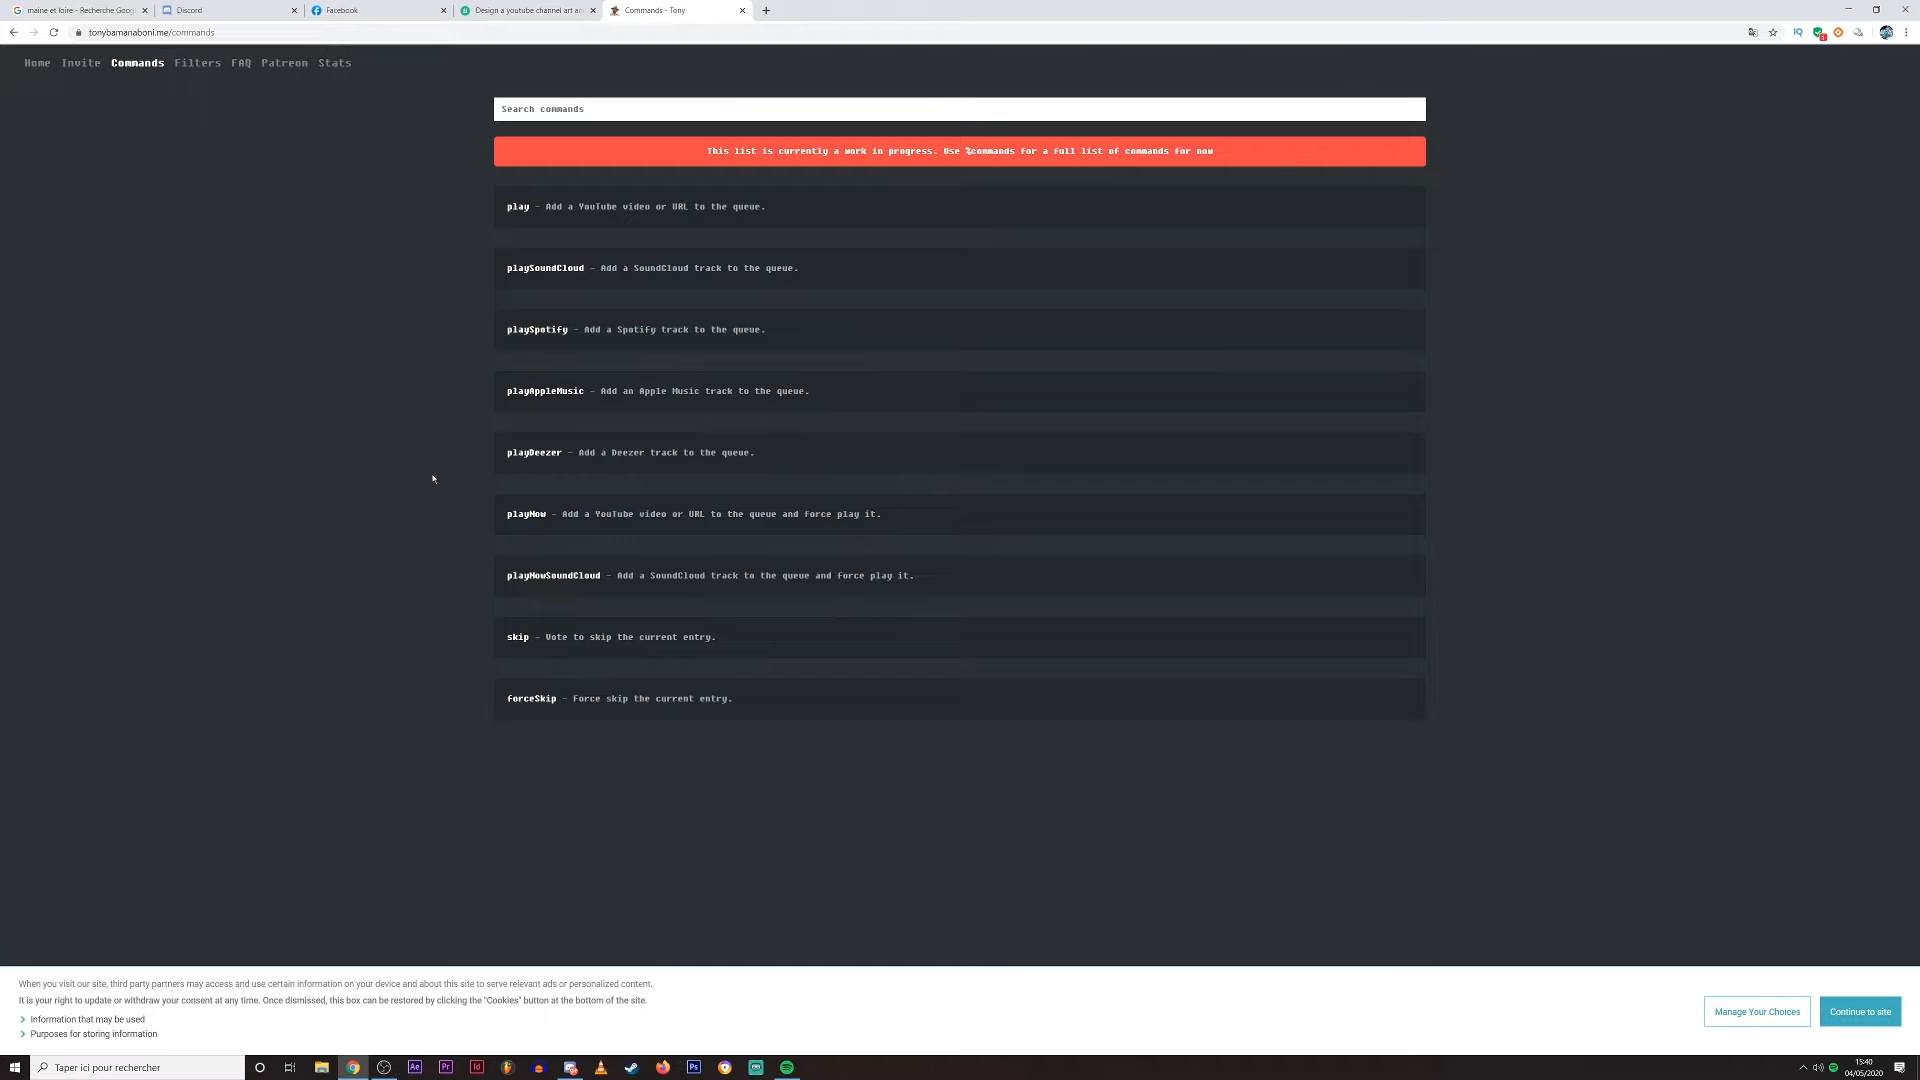 maine et loire - Recherche Goog
Discord
Facebook
Design a youtube channel art an
Commands - Tony
tonybamanaboni.me/commands
Home Invite Commands Filters FAQ Patreon Stats
Search commands
This list is currently a work in progress. Use %commands for a full list of commands for now
play - Add a YouTube video or URL to the queue.
playSoundCloud - Add a SoundCloud track to the queue.
playSpotify - Add a Spotify track to the queue.
playAppleMusic - Add an Apple Music track to the queue.
playDeezer - Add a Deezer track to the queue.
playNow - Add a YouTube video or URL to the queue and force play it.
playNowSoundCloud - Add a SoundCloud track to the queue and force play it.
skip - Vote to skip the current entry.
forceSkip - Force skip the current entry.
When you visit our site, third party partners may access and use certain information on your device and about this site to serve relevant ads or personalized content.
It is your right to update or withdraw your consent at any time. Once dismissed, this box can be restored by clicking the "Cookies" button at the bottom of the site.
Information that may be used
Purposes for storing information
Manage Your Choices
Continue to site
Taper ici pour rechercher
Ae
Pr
Id
Ps
15:40
04/05/2020